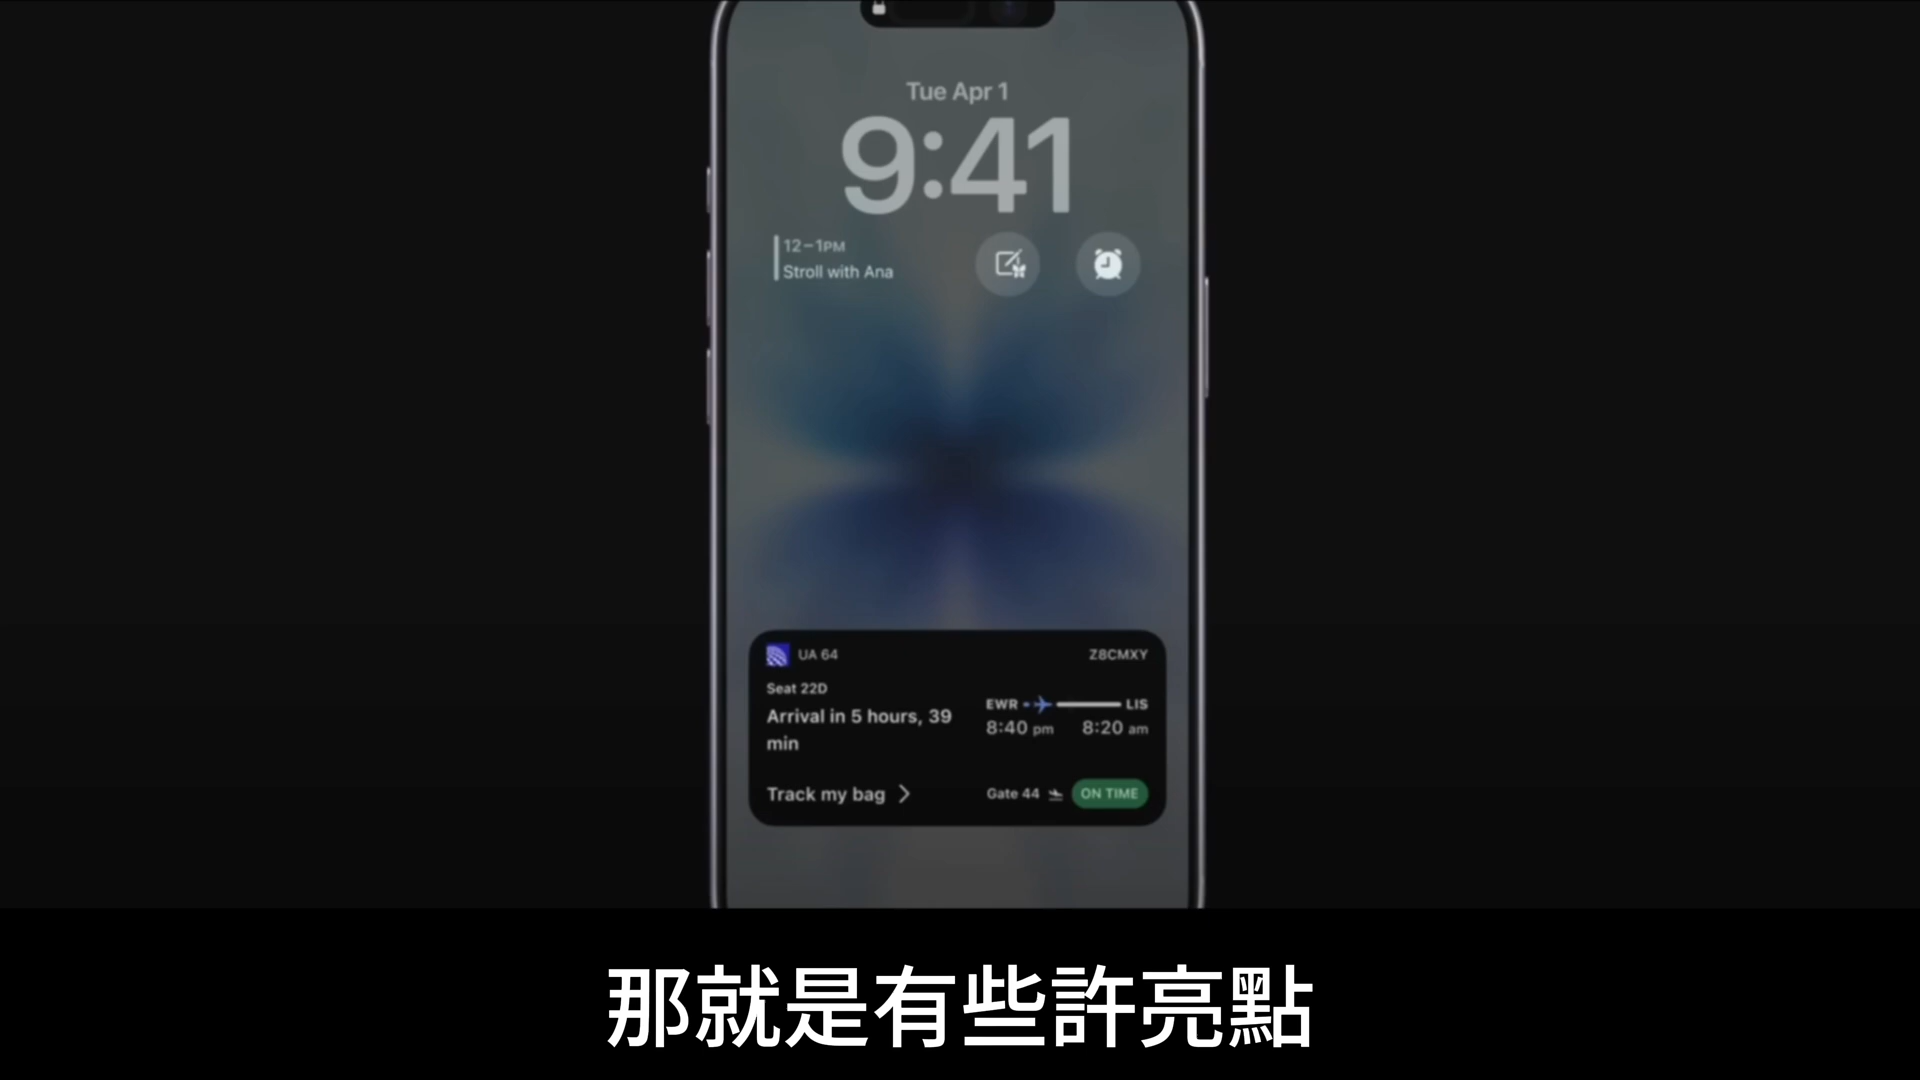 Tue Apr 1
9:41
12–1PM
Stroll with Ana
UA 64
Z8CMXY
Seat 22D
Arrival in 5 hours, 39
min
EWR LIS
8:40 pm 8:20 am
Track my bag
Gate 44 ON TIME
那就是有些許亮點